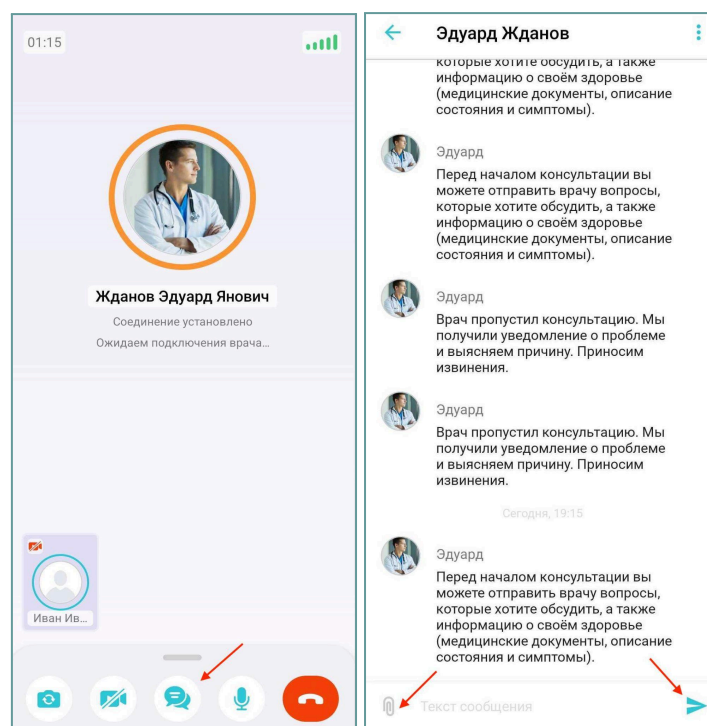 01:15
Жданов Эдуард Янович
Соединение установлено
Ожидаем подключения врача...
Иван Ив...
Эдуард Жданов
которые хотите обсудить, а также
информацию о своём здоровье
(медицинские документы, описание
состояния и симптомы).
Эдуард
Перед началом консультации вы
можете отправить врачу вопросы,
которые хотите обсудить, а также
информацию о своём здоровье
(медицинские документы, описание
состояния и симптомы).
Эдуард
Врач пропустил консультацию. Мы
получили уведомление о проблеме
и выясняем причину. Приносим
извинения.
Эдуард
Врач пропустил консультацию. Мы
получили уведомление о проблеме
и выясняем причину. Приносим
извинения.
Сегодня, 19:15
Эдуард
Перед началом консультации вы
можете отправить врачу вопросы,
которые хотите обсудить, а также
информацию о своём здоровье
(медицинские документы, описание
состояния и симптомы).
Текст сообщения